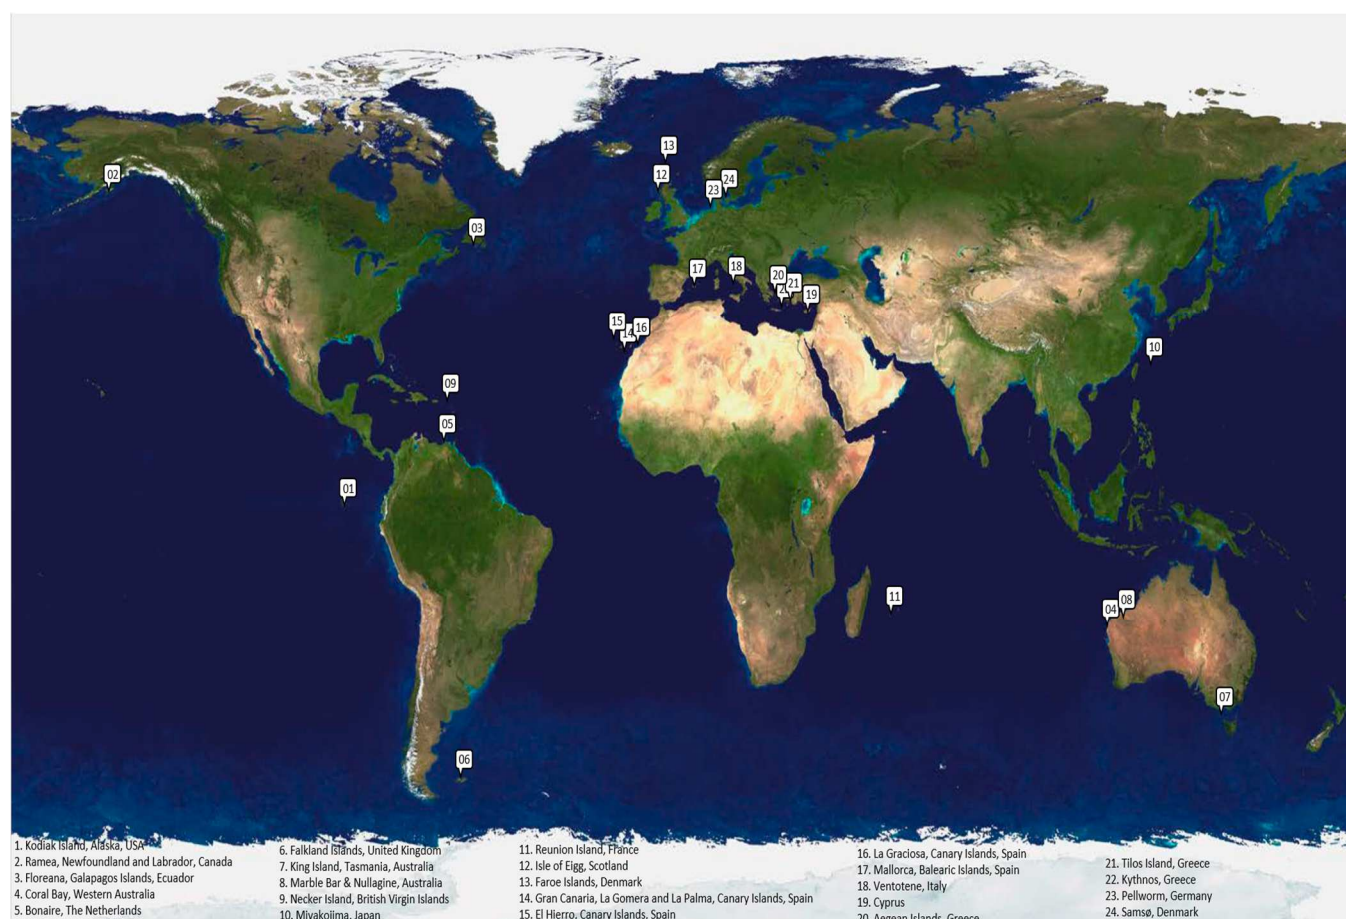 13
12
02
24
23
03
17
18
20
2
21
19
15
14
16
10
09
05
01
11
04
08
07
06
1. Kodiak Island, Alaska, USA
2. Ramea, Newfoundland and Labrador, Canada
3. Floreana, Galapagos Islands, Ecuador
4. Coral Bay, Western Australia
5. Bonaire, The Netherlands
6. Falkland Islands, United Kingdom
7. King Island, Tasmania, Australia
8. Marble Bar & Nullagine, Australia
9. Necker Island, British Virgin Islands
10. Miyakojima, Japan
11. Reunion Island, France
12. Isle of Eigg, Scotland
13. Faroe Islands, Denmark
14. Gran Canaria, La Gomera and La Palma, Canary Islands, Spain
15. El Hierro, Canary Islands, Spain
16. La Graciosa, Canary Islands, Spain
17. Mallorca, Balearic Islands, Spain
18. Ventotene, Italy
19. Cyprus
20. Aegean Islands, Greece
21. Tilos Island, Greece
22. Kythnos, Greece
23. Pellworm, Germany
24. Samsø, Denmark